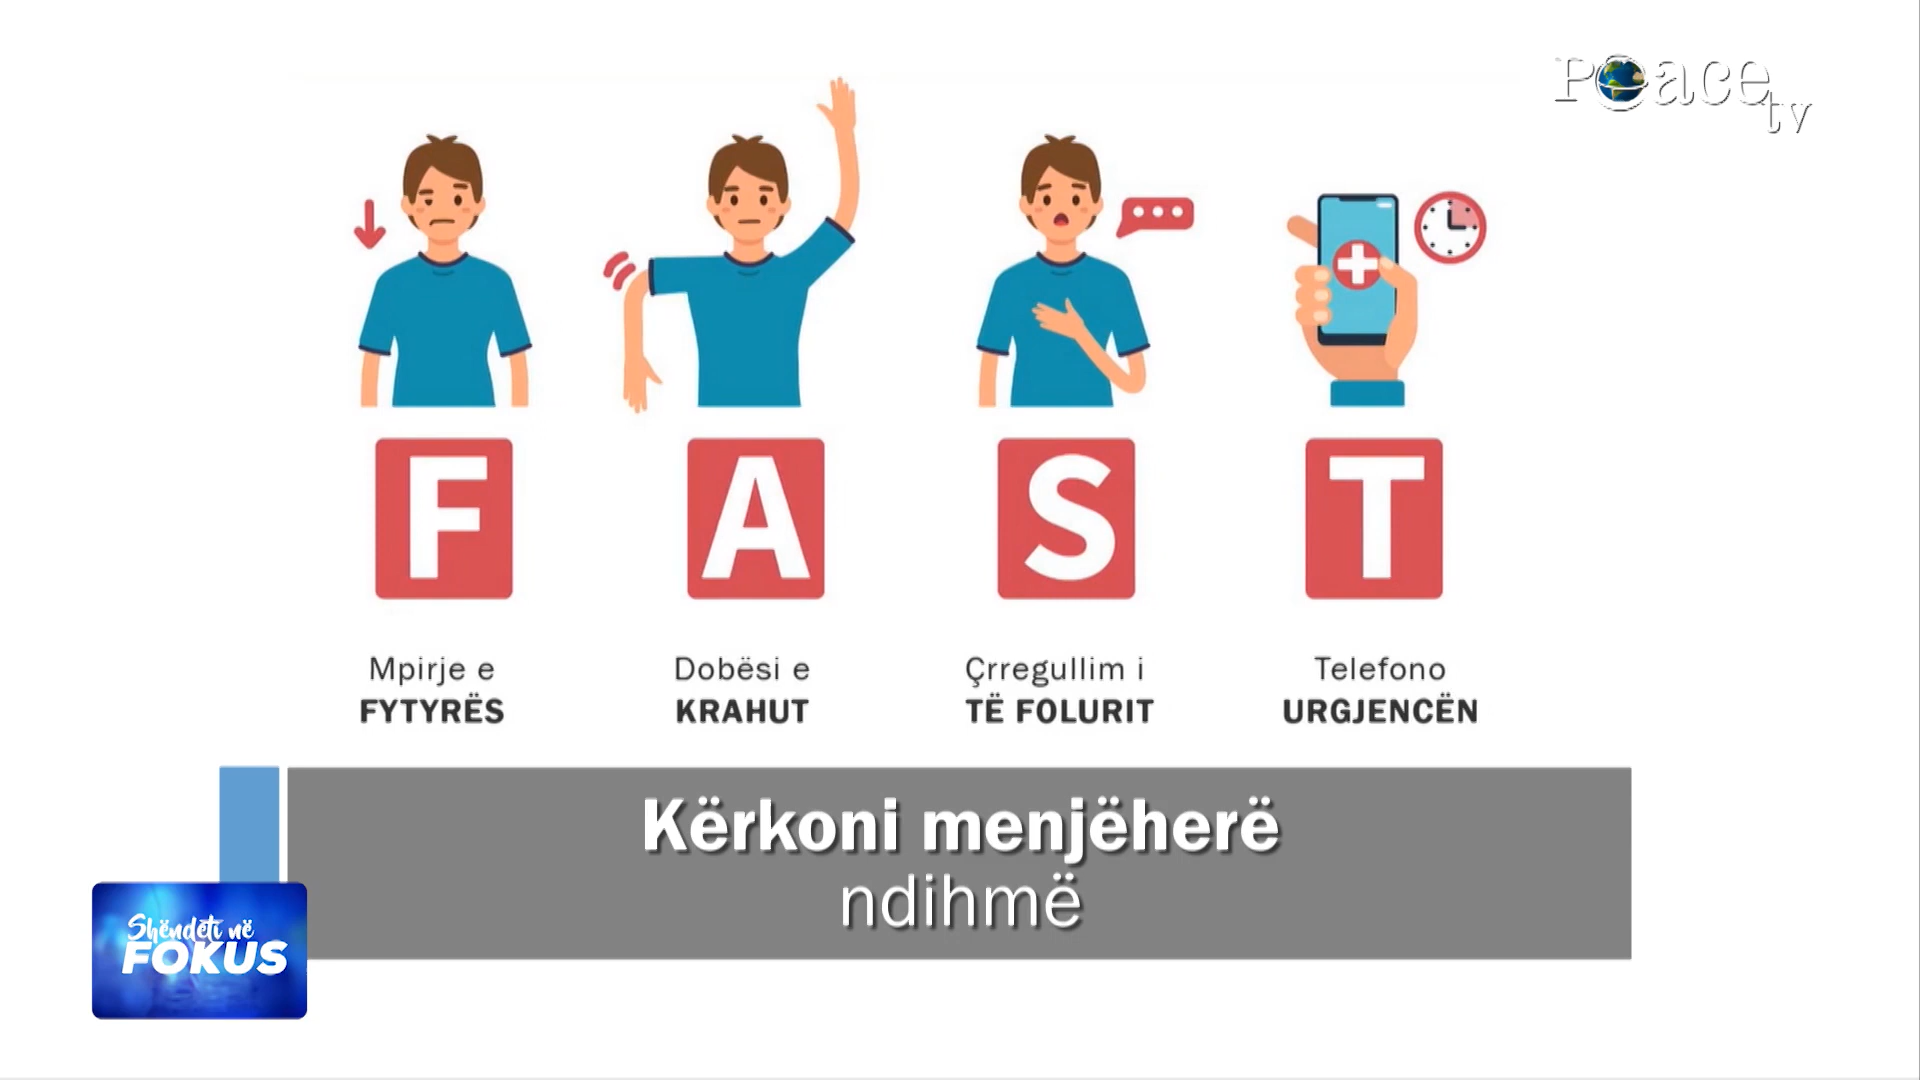 Peace
tv
F
A
S
T
Mpirje e
FYTYRËS
Dobësi e
KRAHUT
Çrregullim i
TË FOLURIT
Telefono
URGJENCËN
Kërkoni menjëherë
ndihmë
Shëndeti në
FOKUS